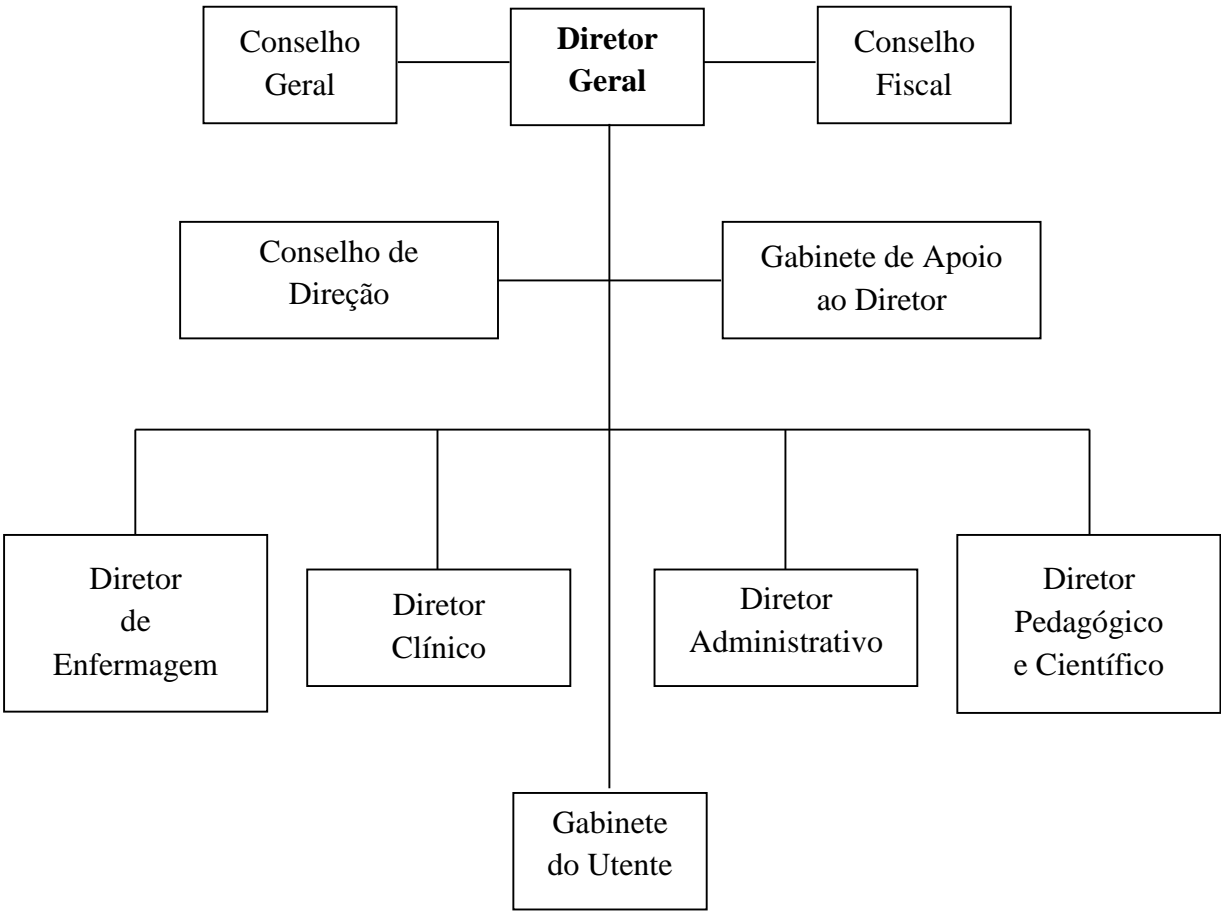 Conselho
Geral
Diretor
Geral
Conselho
Fiscal
Conselho de
Direção
Gabinete de Apoio
ao Diretor
Diretor
de
Enfermagem
Diretor
Clínico
Diretor
Administrativo
Diretor
Pedagógico
e Científico
Gabinete
do Utente